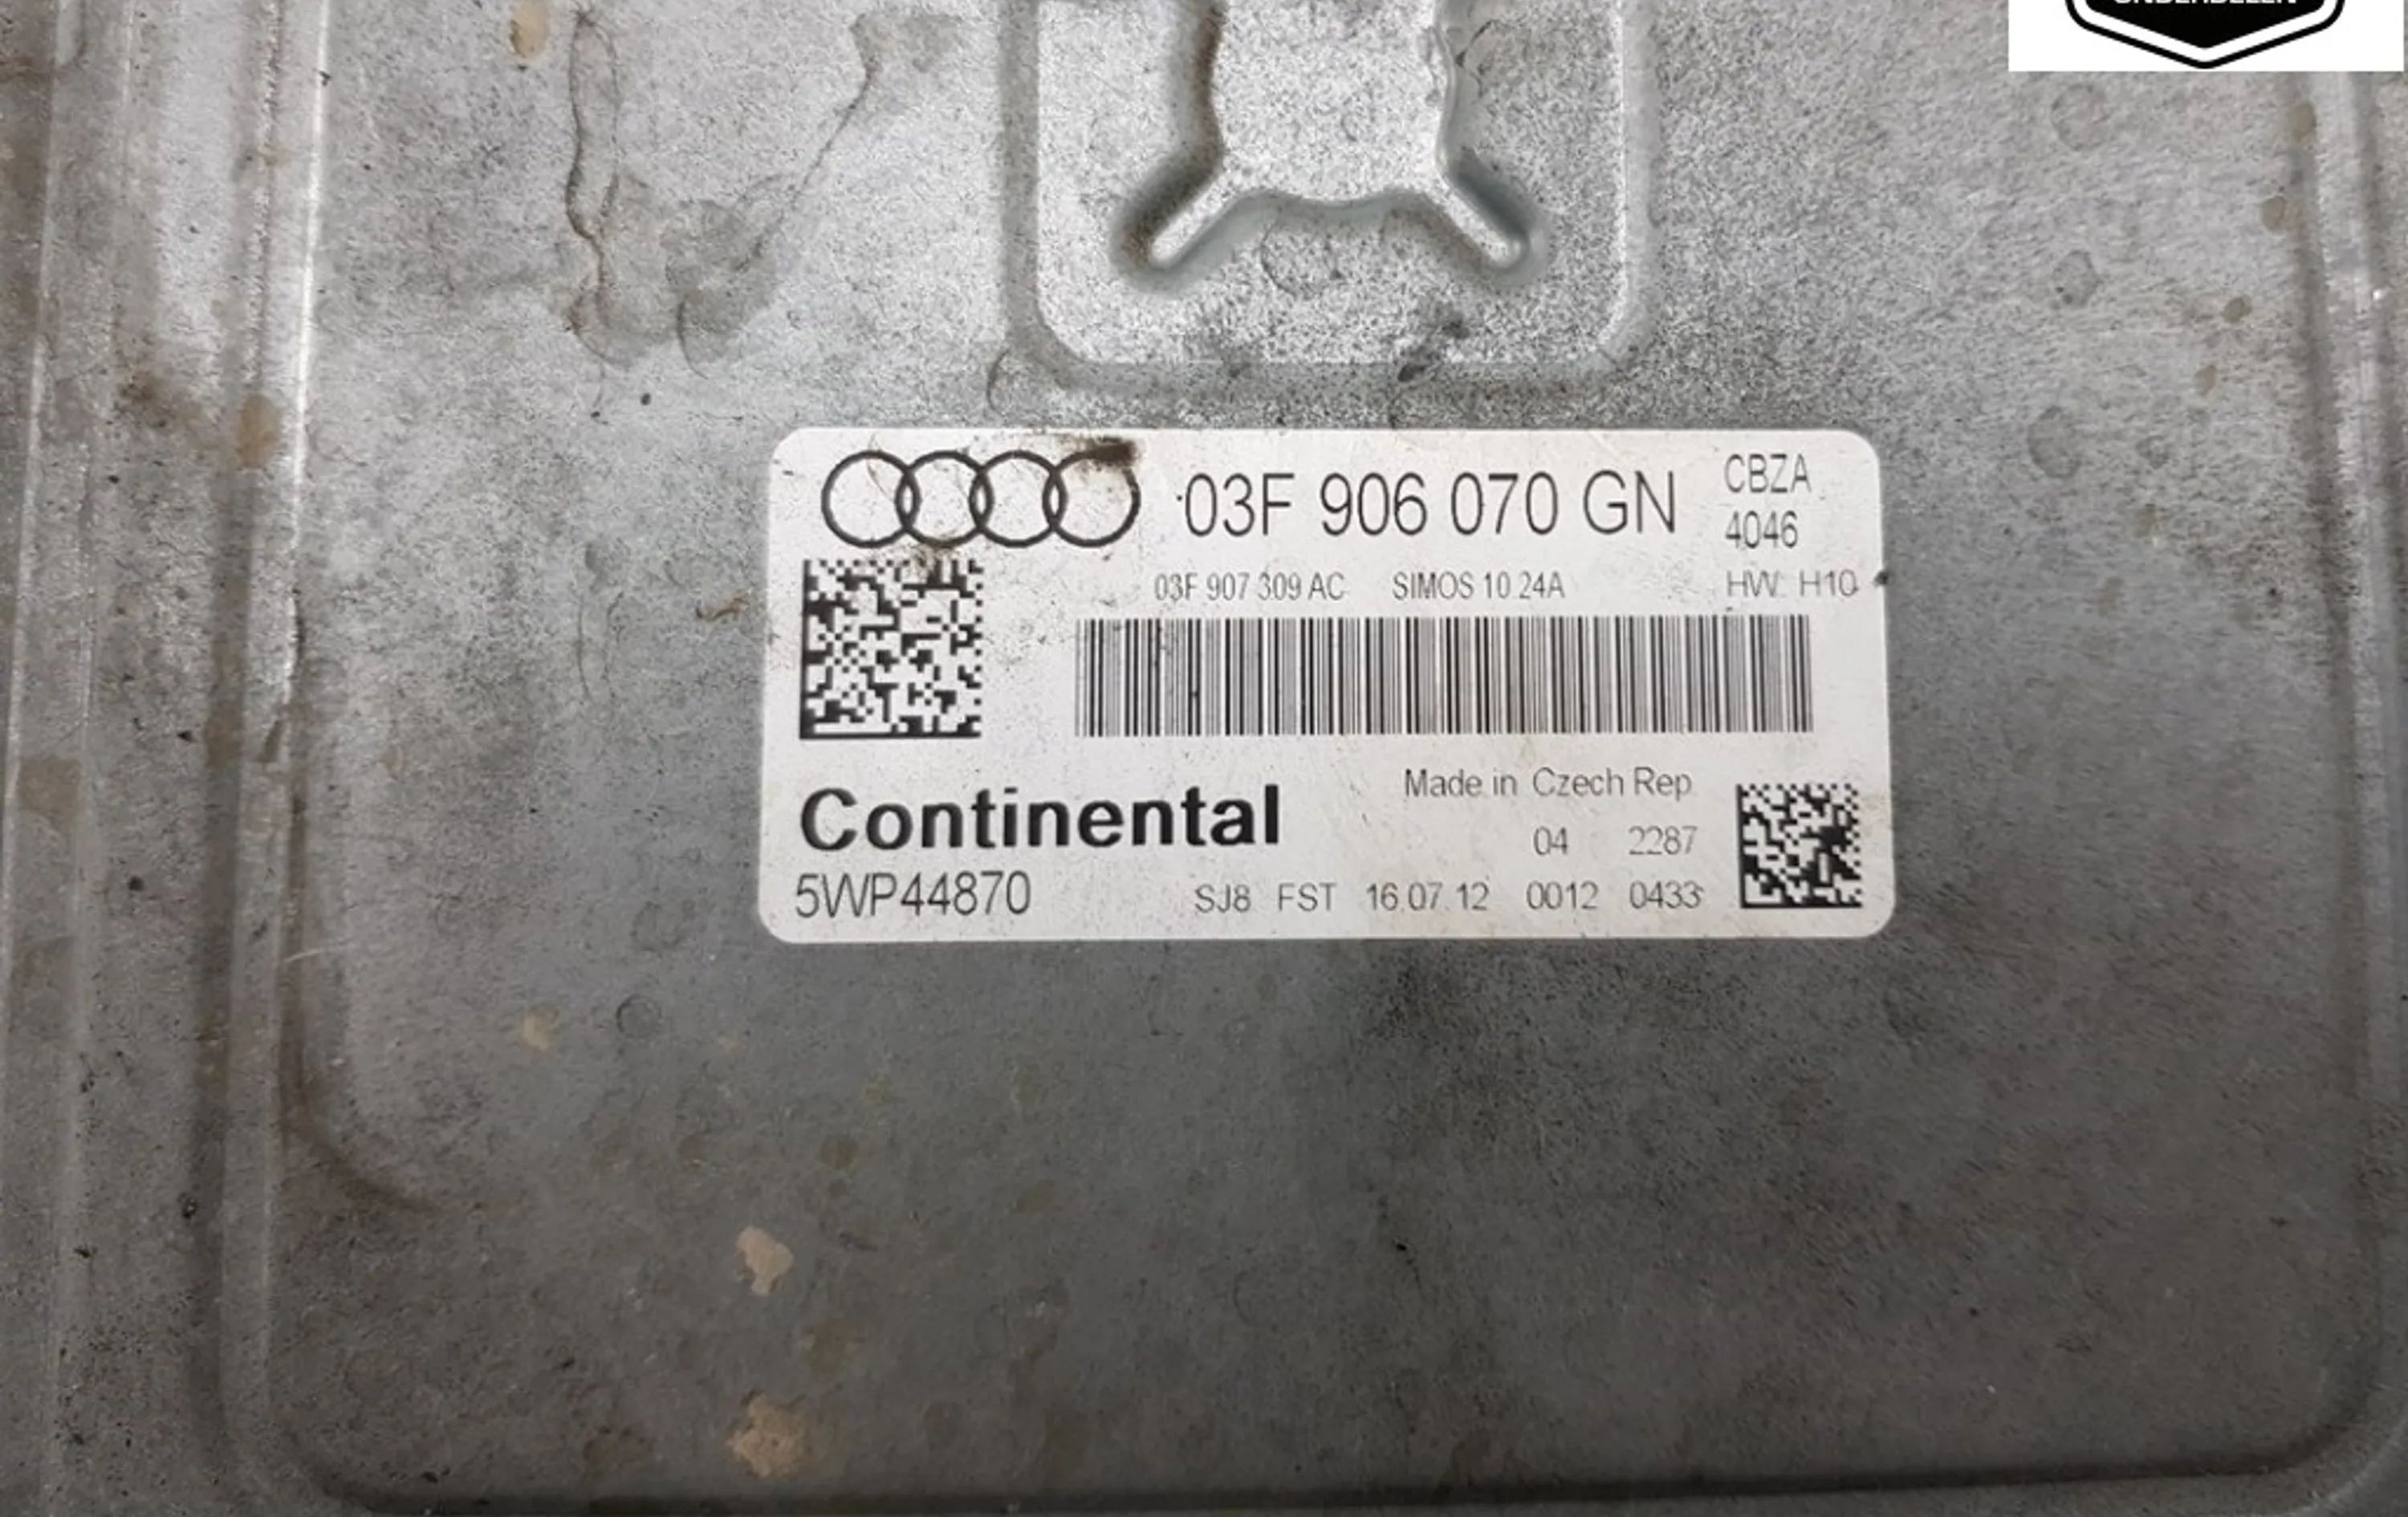 ONDERDELEN
03F 906 070 GN
CBZA
4046
03F 907 309 AC SIMOS 10 24A HW: H10
Made in Czech Rep
Continental
04 2287
5WP44870 SJ8 FST 16.07.12 0012 0433